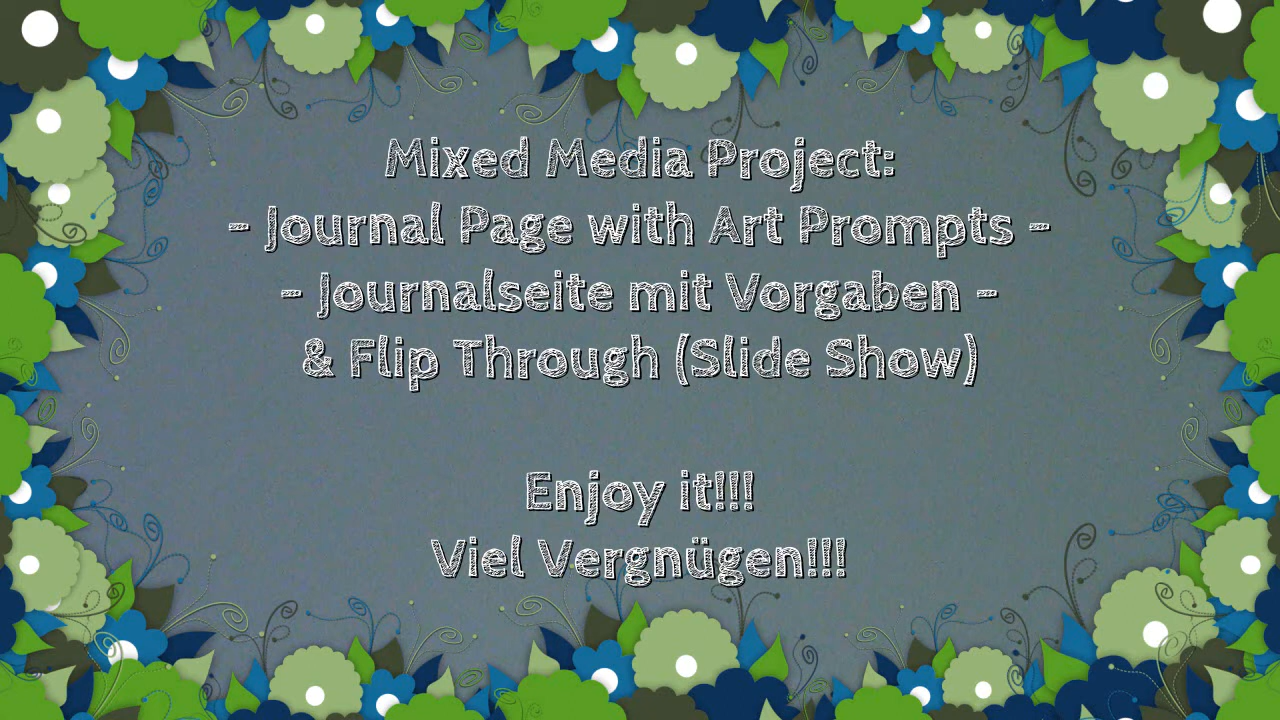 Mixed Media Project:
- Journal Page with Art Prompts -
- Journalseite mit Vorgaben -
& Flip Through (Slide Show)
Enjoy it!!!
Viel Vergnügen!!!